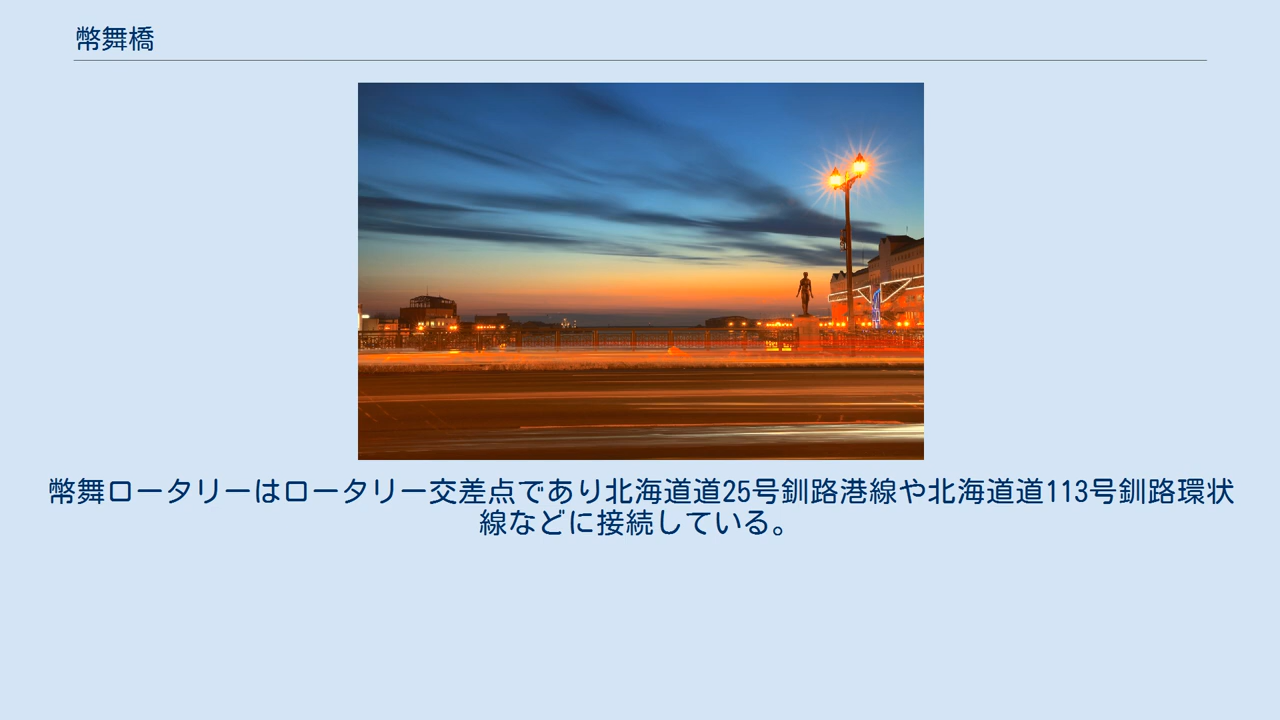 幣舞橋
幣舞ロータリーはロータリー交差点であり北海道道25号釧路港線や北海道道113号釧路環状
線などに接続している。